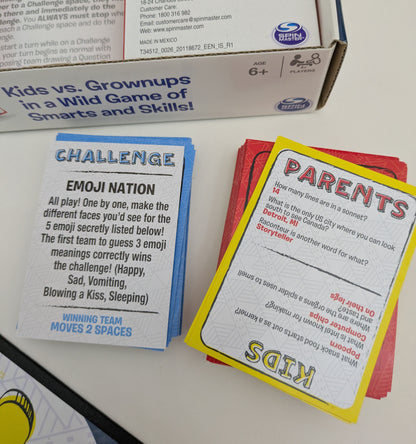 a Challenge space,
there and immediately do the
You ALWAYS must stop
Challenge space and do the
start a turn while on a Challenge
your turn begins as normal with
posing team drawing a Question
Customer Care
Phone: 1800 316 982
Email: customercare@spinmaster.com
Web: www.spinmaster.com
MADE IN MEXICO
T34512_0026_20118672_EEN_IS_R1
SPIN
MASTER
AGE
6+
PLAYERS
Kids vs. Grownups
in a Wild Game of
Smarts and Skills!
KIDS
CHALLENGE
EMOJI NATION
All play! One by one, make the
different faces you'd see for the
5 emoji secretly listed below!
The first team to guess 3 emoji
meanings correctly wins
the challenge! (Happy,
Sad, Vomiting,
Blowing a Kiss, Sleeping)
WINNING TEAM
MOVES 2 SPACES
PARENTS
How many lines are in a sonnet?
14
What is the only US city where you can look
south to see Canada?
Detroit, MI
Raconteur is another word for what?
Storyteller
KIDS
What snack food starts out as a kernel?
Popcorn
What is Intel known for making?
Computer chips
Where are the organs a spider uses to smell
and taste?
On their legs